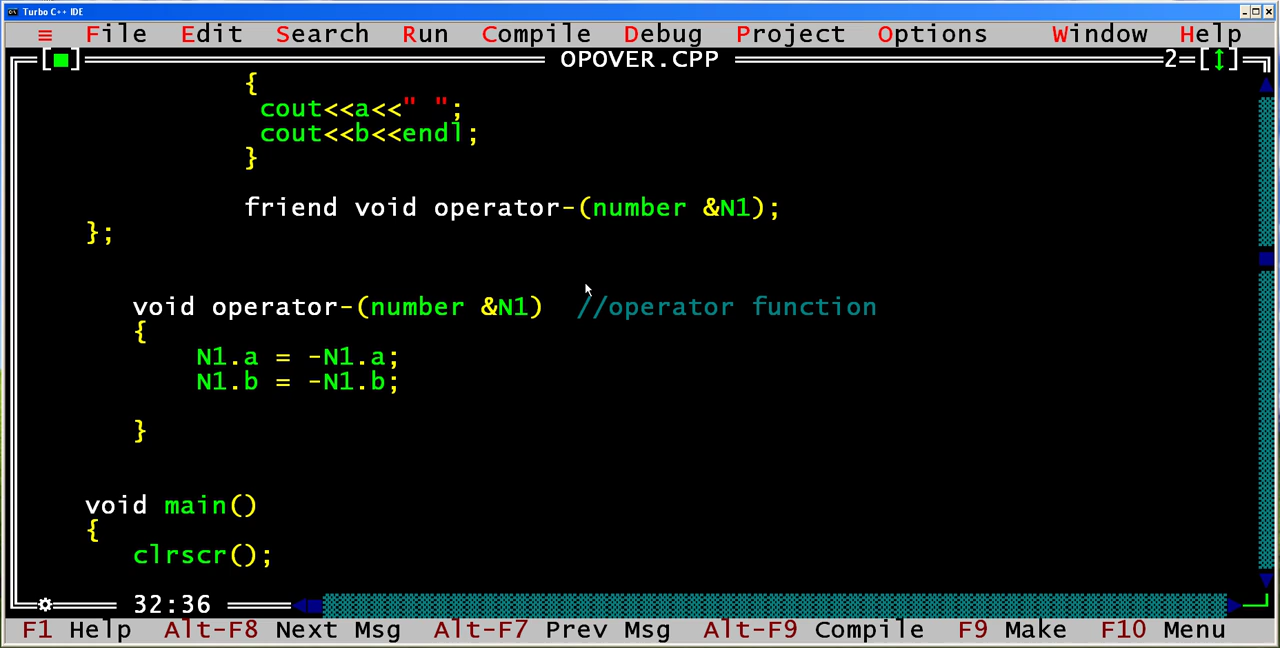 Turbo C++ IDE
≡ File Edit Search Run Compile Debug Project Options Window Help
[■] OPOVER.CPP 2=[↕]
{
cout<<a<<" ";
cout<<b<<endl;
}
friend void operator-(number &N1);
};
void operator-(number &N1) //operator function
{
N1.a = -N1.a;
N1.b = -N1.b;
}
void main()
{
clrscr();
32:36
F1 Help Alt-F8 Next Msg Alt-F7 Prev Msg Alt-F9 Compile F9 Make F10 Menu